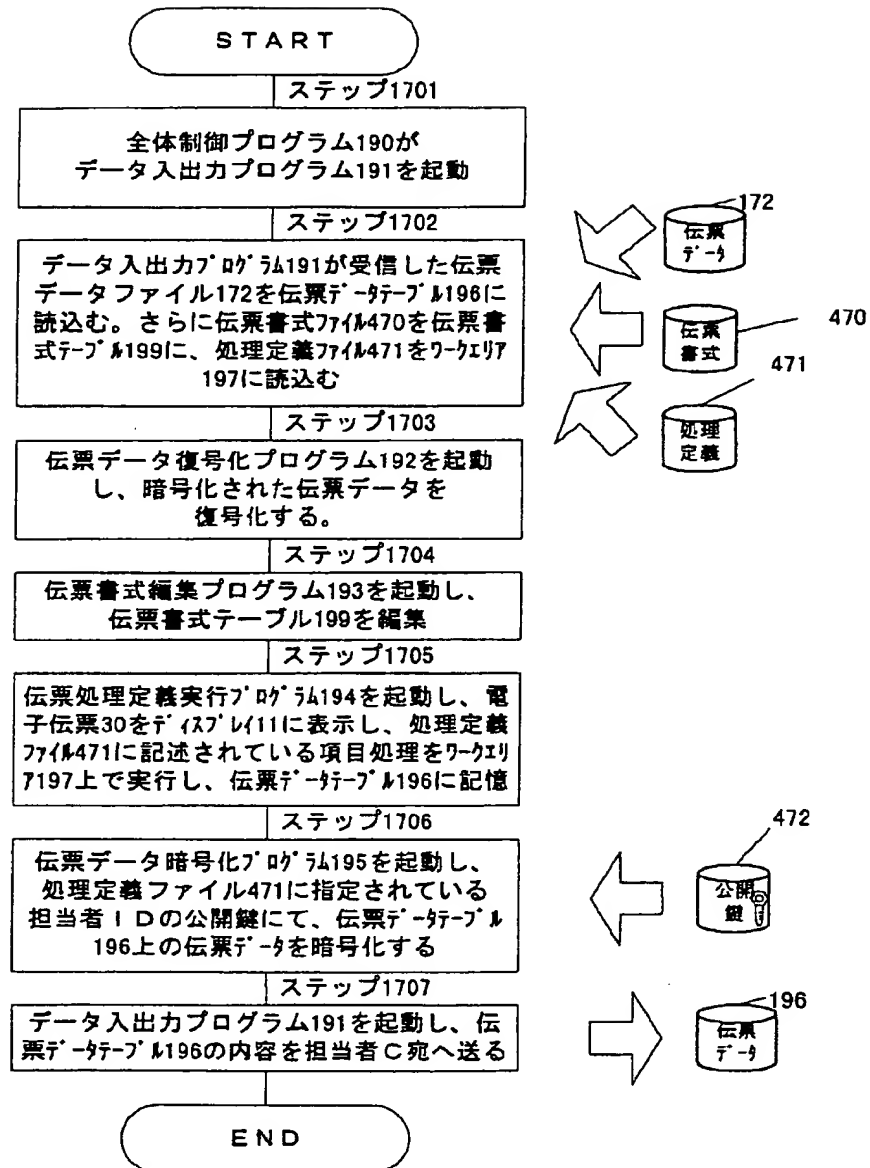 START
ステップ1701
全体制御プログラム190が
データ入出力プログラム191を起動
ステップ1702
データ入出力ﾌﾟﾛｸﾞﾗﾑ191が受信した伝票
データファイル172を伝票ﾃﾞｰﾀﾃｰﾌﾞﾙ196に
読込む。さらに伝票書式ﾌｧｲﾙ470を伝票書
式ﾃｰﾌﾞﾙ199に、処理定義ﾌｧｲﾙ471をﾜｰｸｴﾘｱ
197に読込む
172
伝票
ﾃﾞｰﾀ
伝票
書式
470
471
処理
定義
ステップ1703
伝票データ復号化プログラム192を起動
し、暗号化された伝票データを
復号化する。
ステップ1704
伝票書式編集プログラム193を起動し、
伝票書式テーブル199を編集
ステップ1705
伝票処理定義実行ﾌﾟﾛｸﾞﾗﾑ194を起動し、電
子伝票30をﾃﾞｨｽﾌﾟﾚｲ11に表示し、処理定義
ﾌｧｲﾙ471に記述されている項目処理をﾜｰｸｴﾘ
ｱ197上で実行し、伝票ﾃﾞｰﾀﾃｰﾌﾞﾙ196に記憶
ステップ1706
伝票データ暗号化ﾌﾟﾛｸﾞﾗﾑ195を起動し、
処理定義ファイル471に指定されている
担当者ＩＤの公開鍵にて、伝票ﾃﾞｰﾀﾃｰﾌﾞﾙ
196上の伝票ﾃﾞｰﾀを暗号化する
472
公開
鍵
ステップ1707
データ入出力プログラム191を起動し、伝
票ﾃﾞｰﾀﾃｰﾌﾞﾙ196の内容を担当者Ｃ宛へ送る
196
伝票
ﾃﾞｰﾀ
END